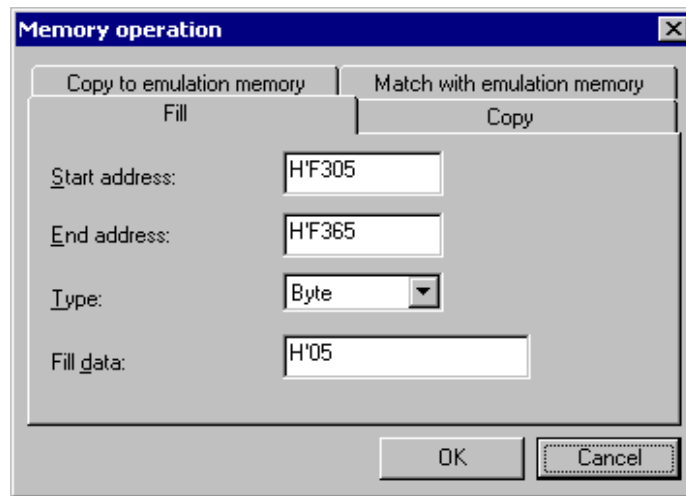 Memory operation
Copy to emulation memory
Match with emulation memory
Fill
Copy
Start address: H'F305
End address: H'F365
Type: Byte
Fill data: H'05
OK
Cancel